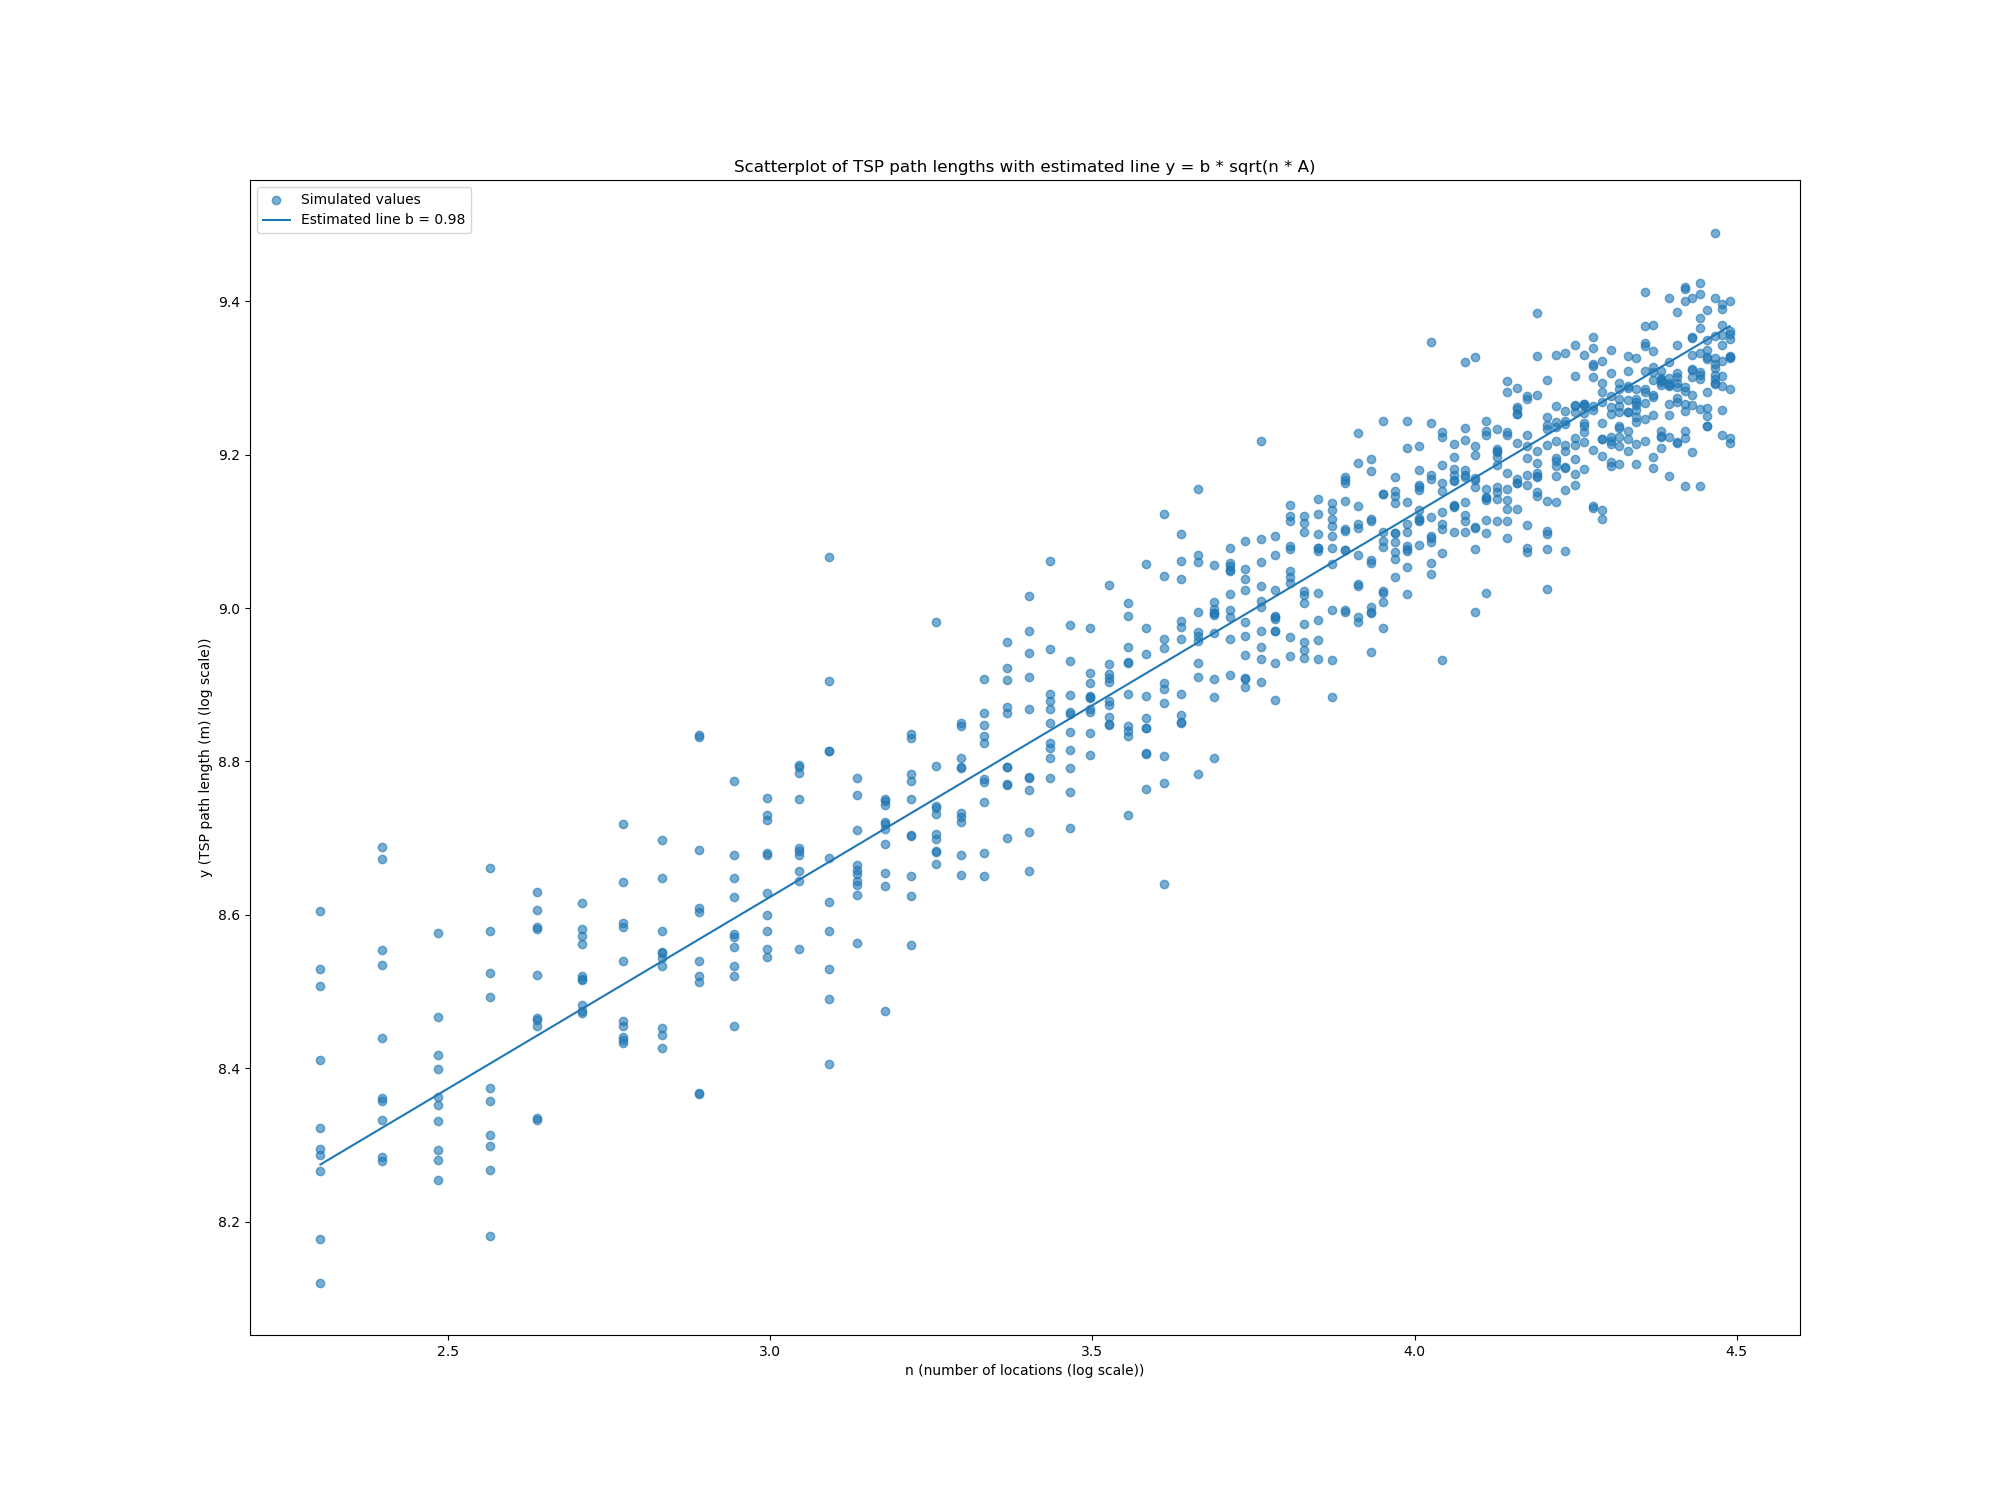 Scatterplot of TSP path lengths with estimated line y = b * sqrt(n * A)
Simulated values
Estimated line b = 0.98
y (TSP path length (m) (log scale))
9.4
9.2
9.0
8.8
8.6
8.4
8.2
2.5
3.0
3.5
4.0
4.5
n (number of locations (log scale))